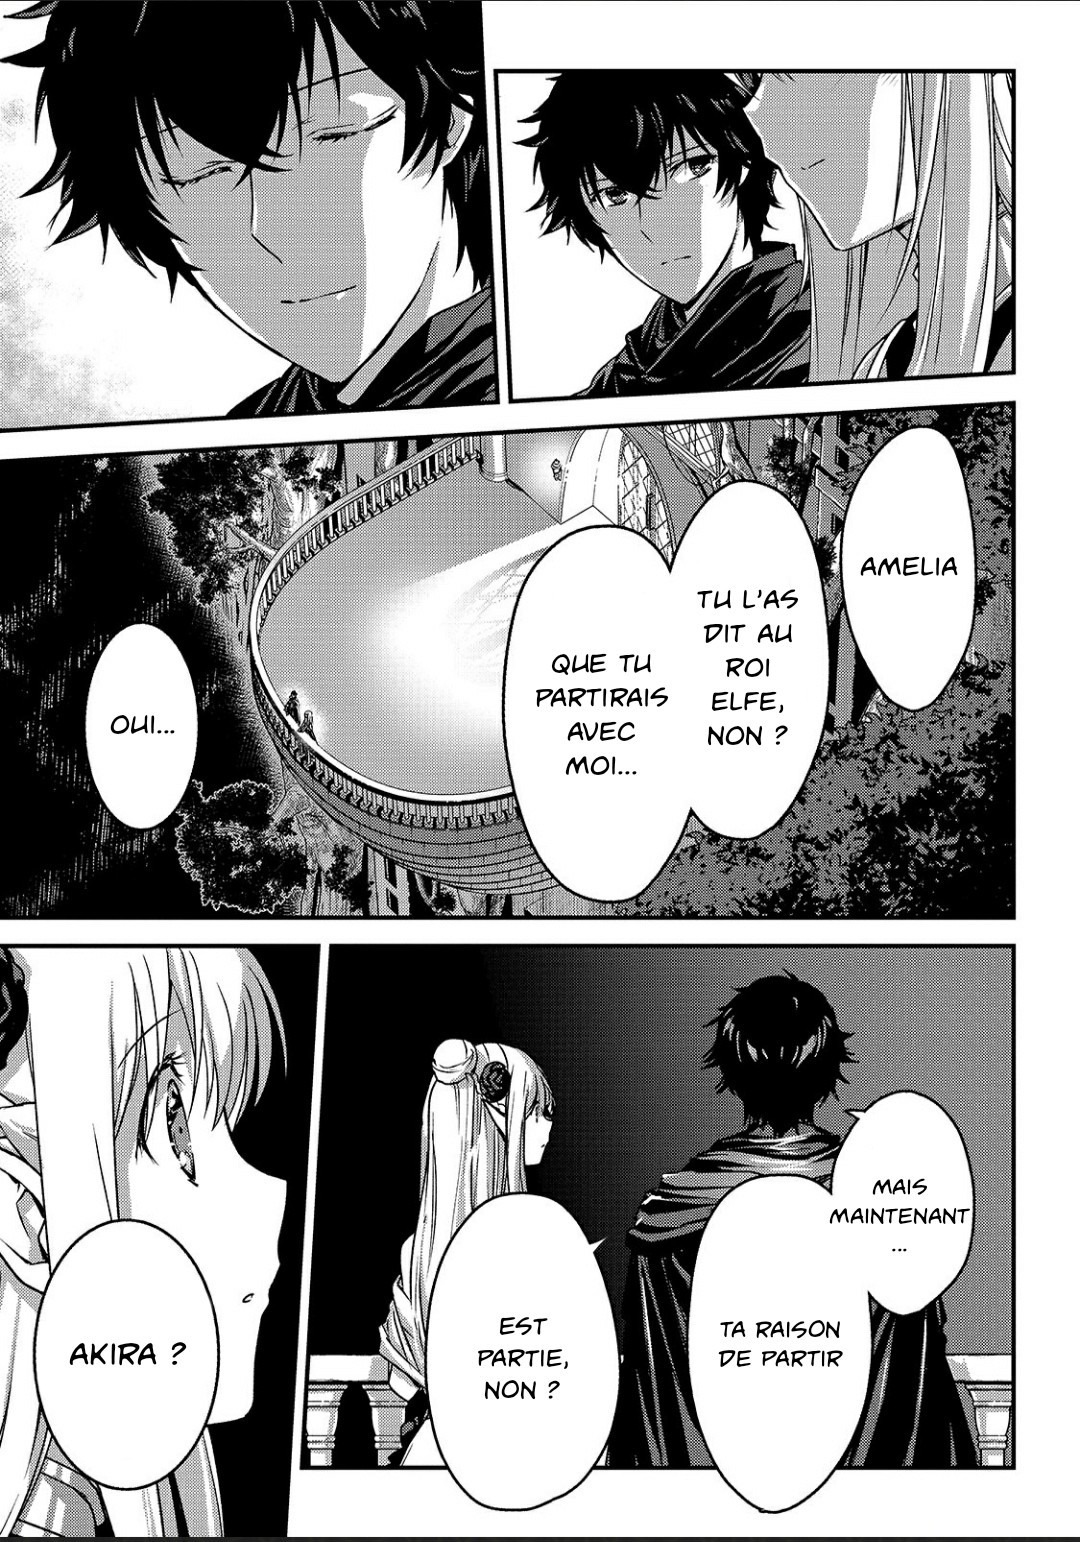 AMELIA
TU L'AS
DIT AU
ROI
ELFE,
NON ?
QUE TU
PARTIRAIS
AVEC
MOI...
OUI...
MAIS
MAINTENANT
...
TA RAISON
DE PARTIR
EST
PARTIE,
NON ?
AKIRA ?